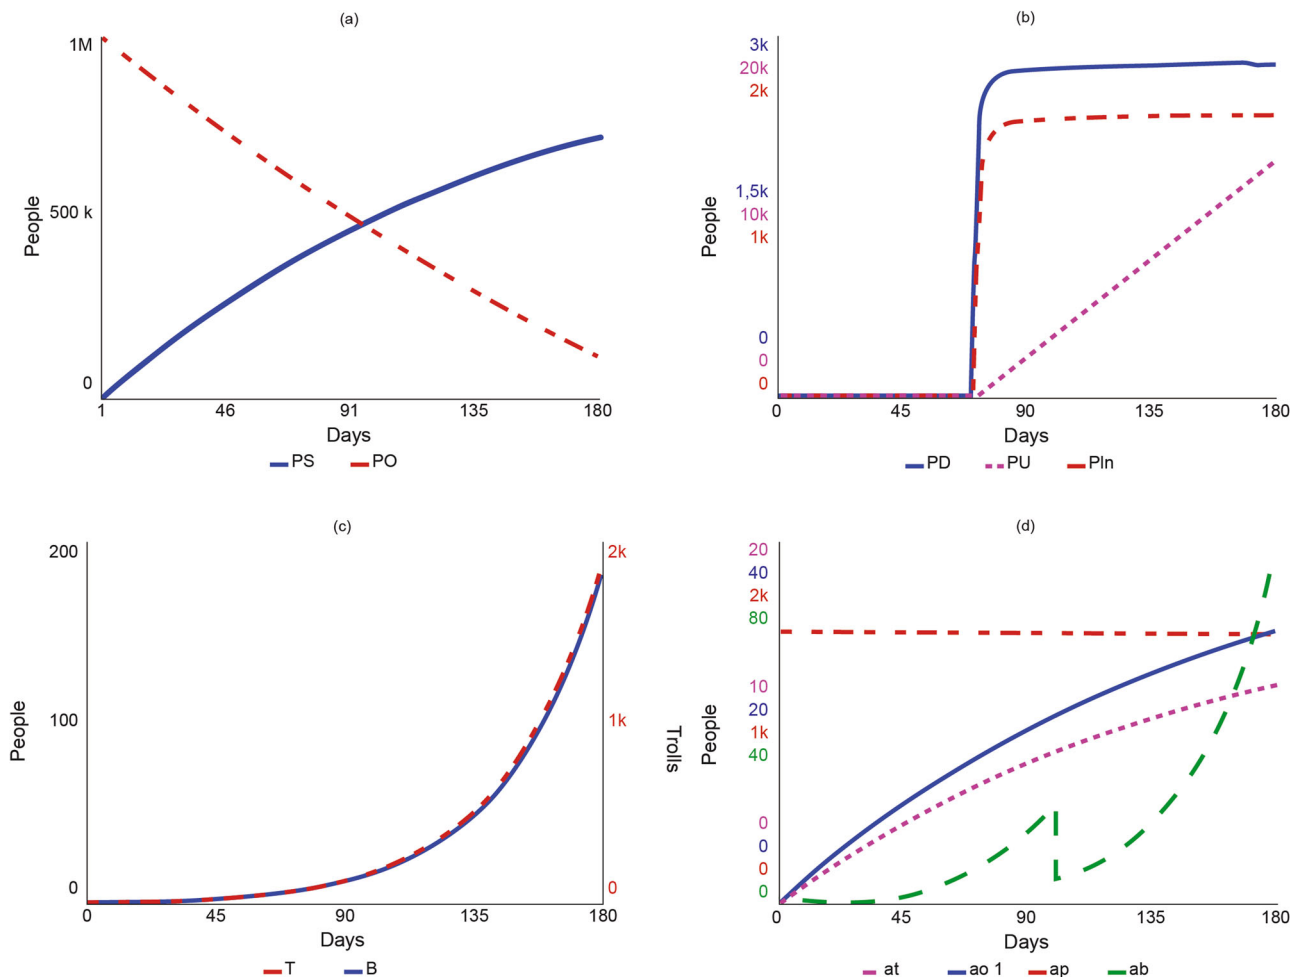 (a)
1M
500 k
0
People
1
46
91
135
180
Days
PS PO
(b)
3k
20k
2k
1,5k
10k
1k
0
0
0
People
0
45
90
135
180
Days
PD PU PIn
(c)
200
100
0
People
2k
1k
0
Trolls
0
45
90
135
180
Days
T B
(d)
20
40
2k
80
10
20
1k
40
0
0
0
0
People
0
45
90
135
180
Days
at ao 1 ap ab